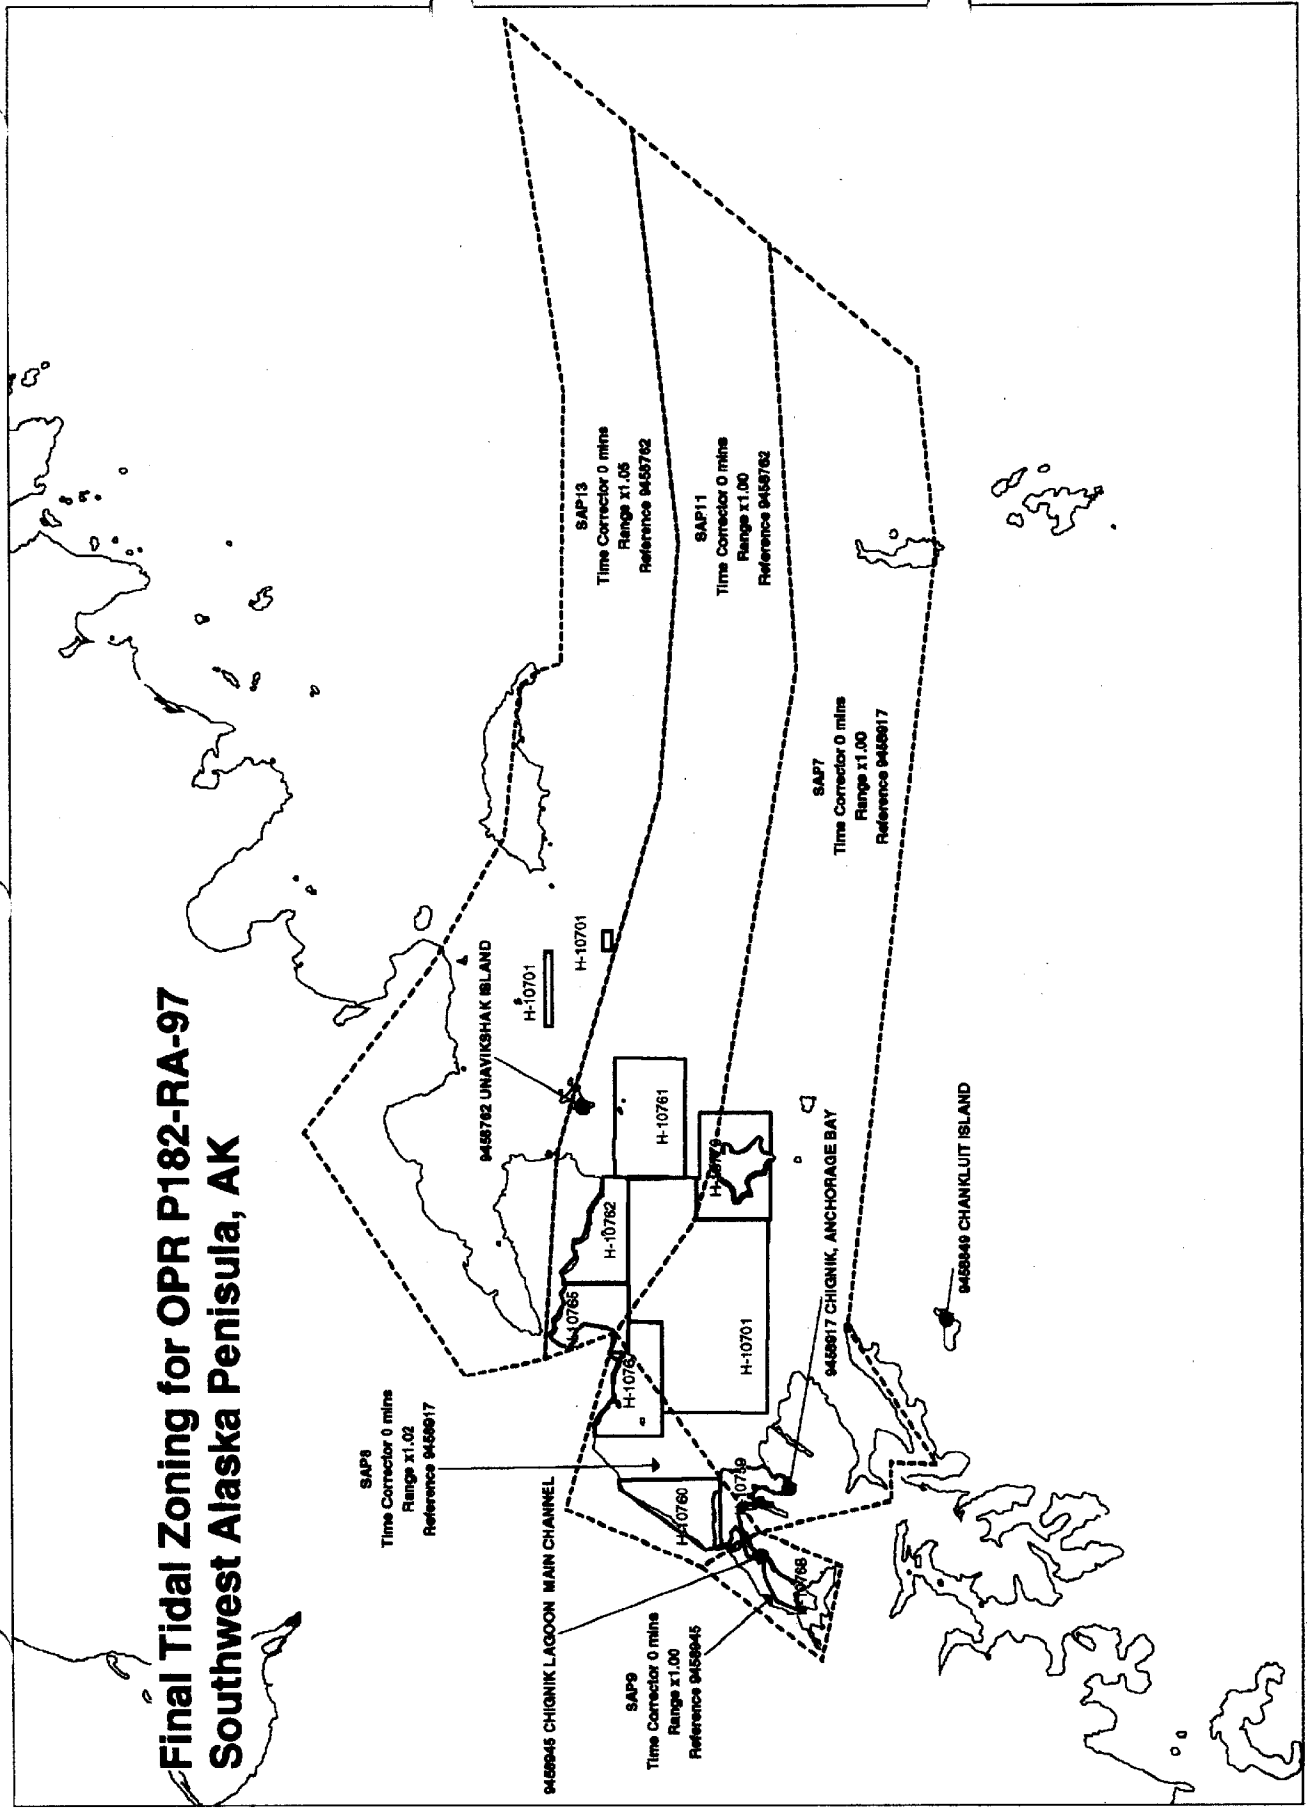 Final Tidal Zoning for OPR P182-RA-97
Southwest Alaska Penisula, AK
SAP8
Time Corrector 0 mins
Range x1.02
Reference 9458917
9458945 CHIGNIK LAGOON MAIN CHANNEL
SAP9
Time Corrector 0 mins
Range x1.00
Reference 9458945
9458762 UNAVIKSHAK ISLAND
H-10701
H-10701
SAP13
Time Corrector 0 mins
Range x1.05
Reference 9458762
SAP11
Time Corrector 0 mins
Range x1.00
Reference 9458762
SAP7
Time Corrector 0 mins
Range x1.00
Reference 9458917
H-10765
H-10762
H-10761
H-10760
H-10701
9458917 CHIGNIK, ANCHORAGE BAY
9458849 CHANKLUIT ISLAND